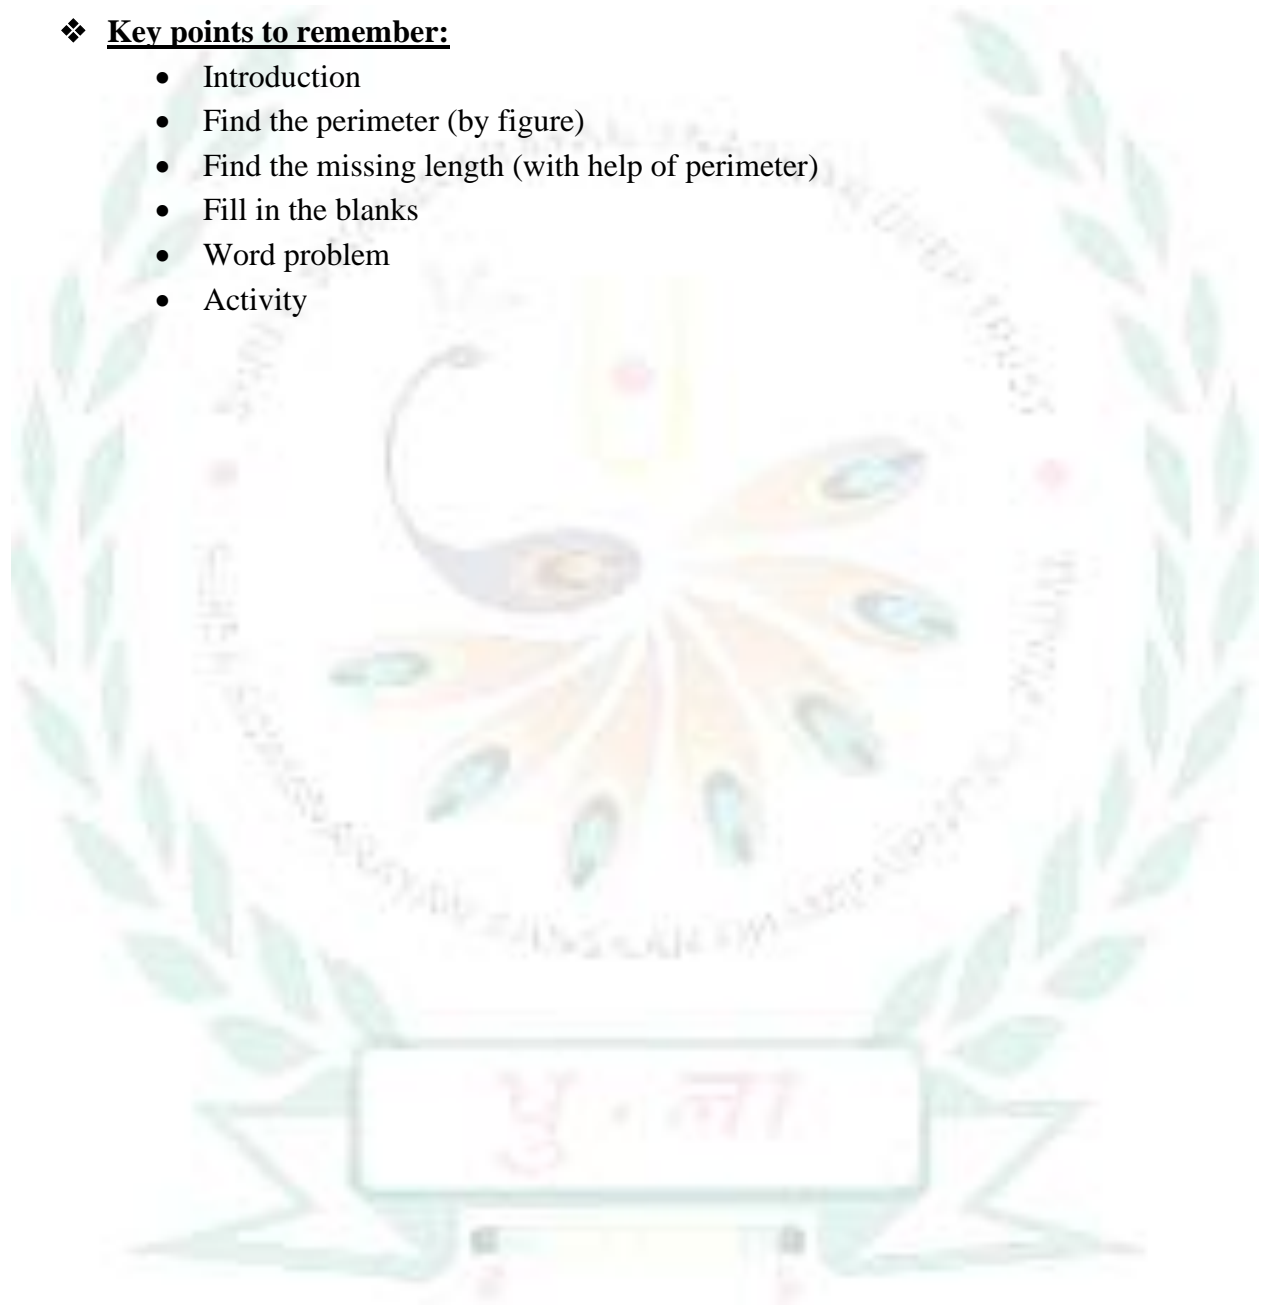 ❖ Key points to remember:
• Introduction
• Find the perimeter (by figure)
• Find the missing length (with help of perimeter)
• Fill in the blanks
• Word problem
• Activity
TRUST